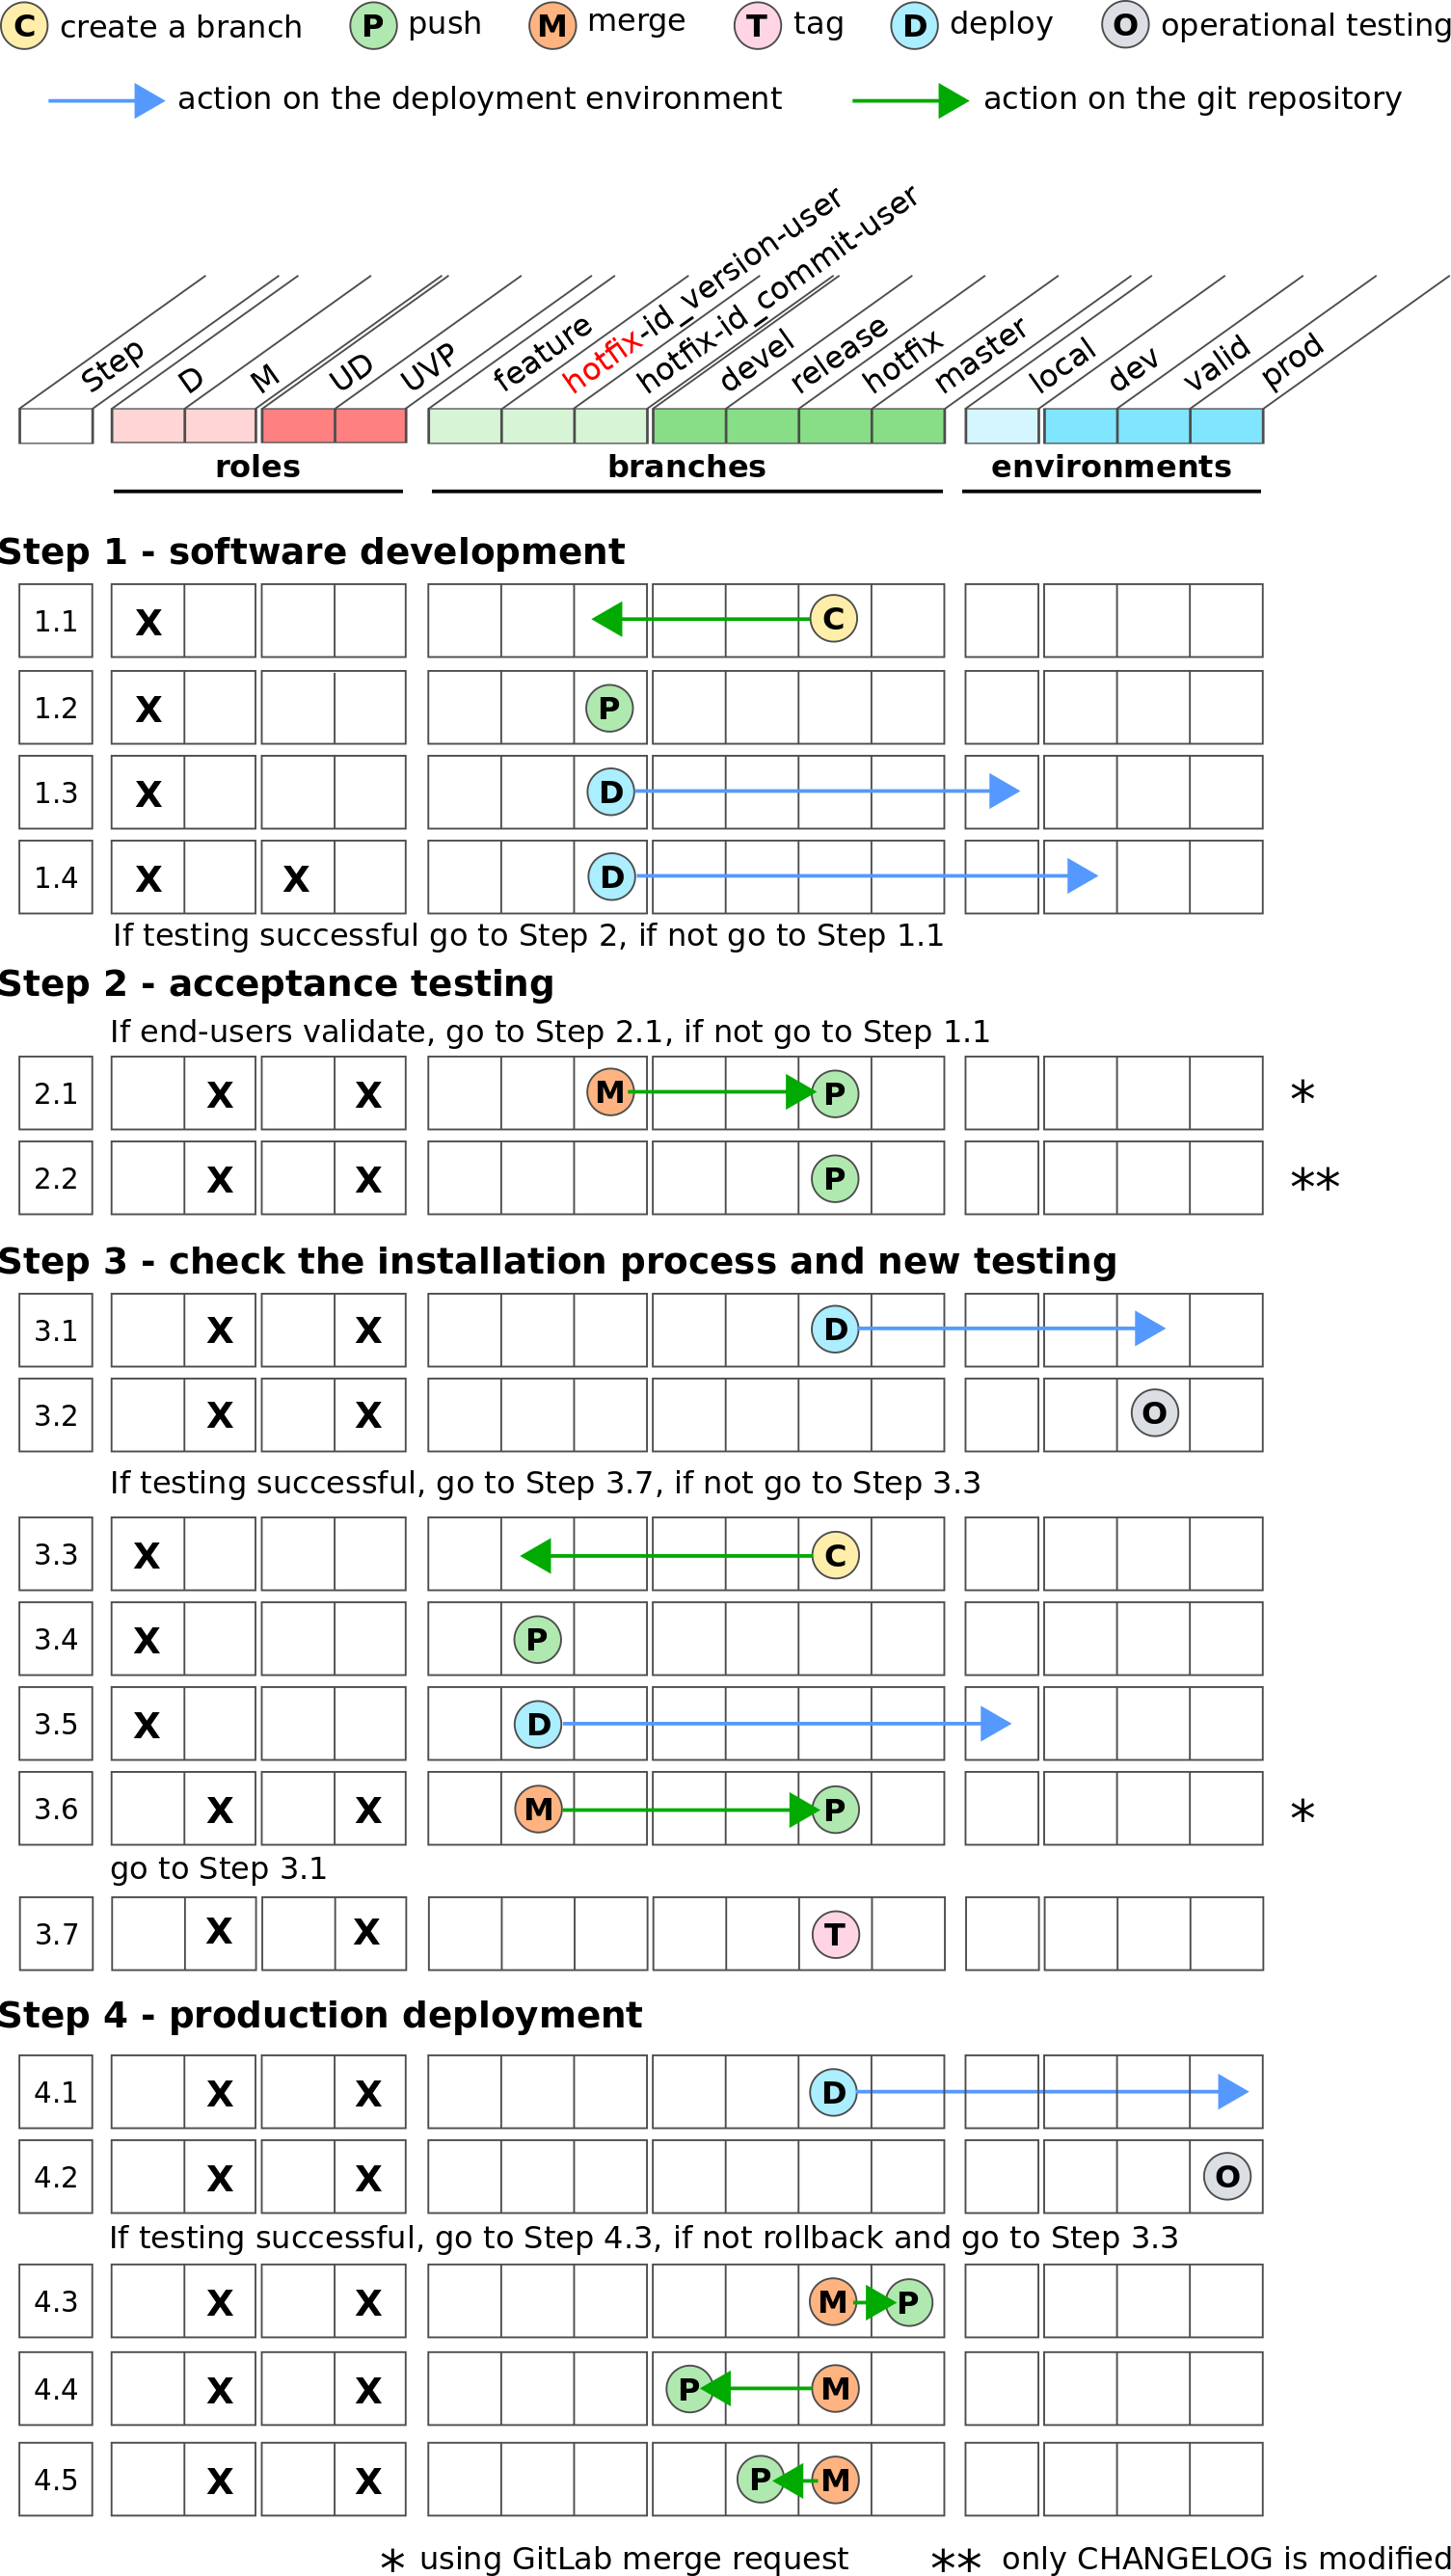 C create a branch P push M merge T tag D deploy O operational testing
action on the deployment environment action on the git repository
Step D M UD UVP feature hotfix-id_version-user hotfix-id_commit-user devel release hotfix master local dev valid prod
roles branches environments
Step 1 - software development
1.1 X C
1.2 X P
1.3 X D
1.4 X X D
If testing successful go to Step 2, if not go to Step 1.1
Step 2 - acceptance testing
If end-users validate, go to Step 2.1, if not go to Step 1.1
2.1 X X M P *
2.2 X X P **
Step 3 - check the installation process and new testing
3.1 X X D
3.2 X X O
If testing successful, go to Step 3.7, if not go to Step 3.3
3.3 X C
3.4 X P
3.5 X D
3.6 X X M P *
go to Step 3.1
3.7 X X T
Step 4 - production deployment
4.1 X X D
4.2 X X O
If testing successful, go to Step 4.3, if not rollback and go to Step 3.3
4.3 X X M P
4.4 X X P M
4.5 X X P M
* using GitLab merge request ** only CHANGELOG is modified